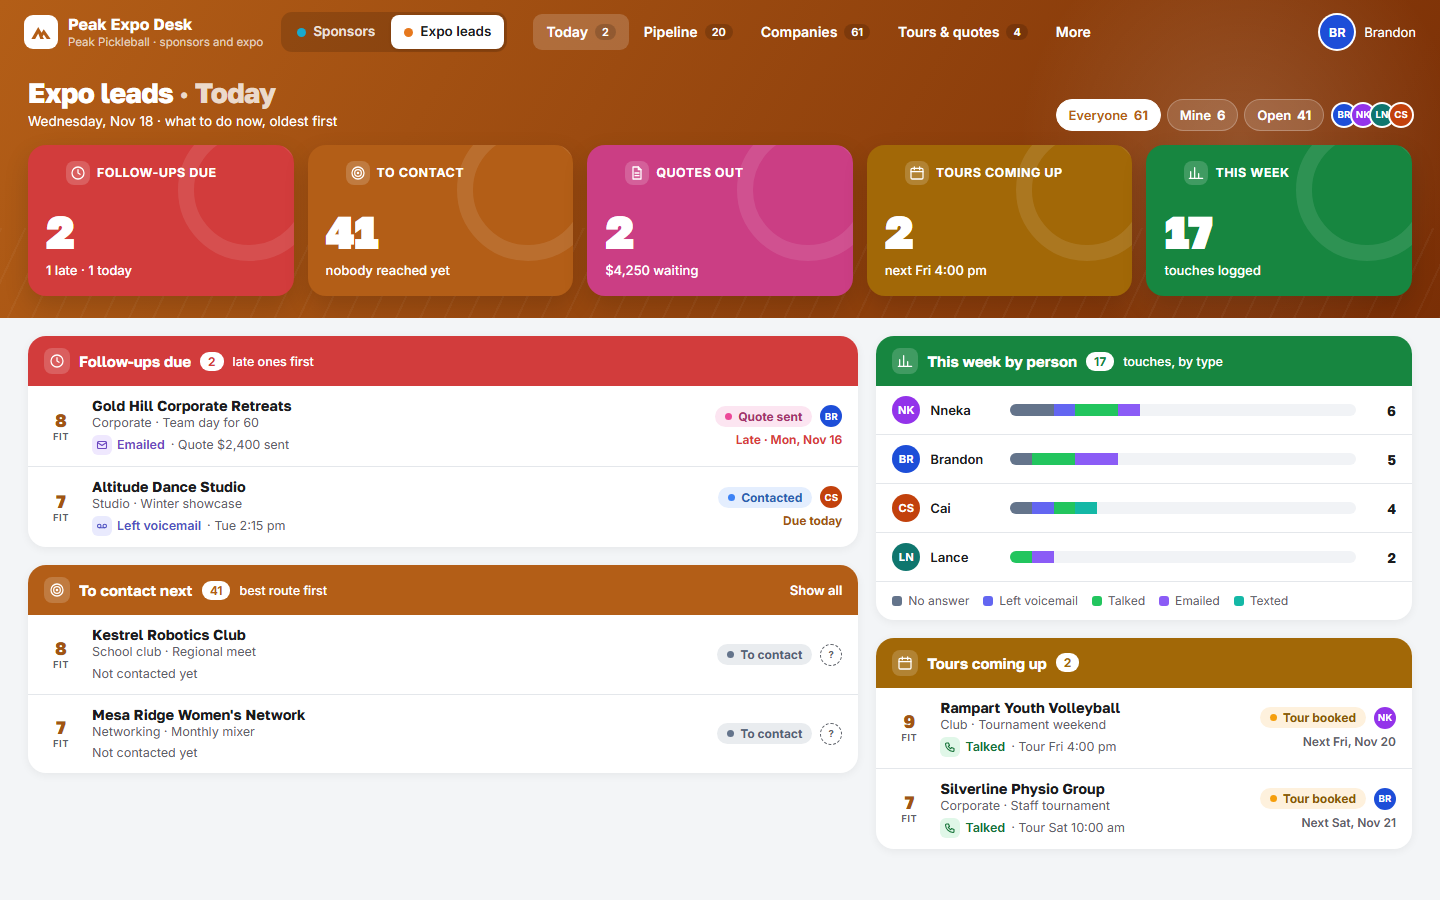 Peak Expo Desk
Peak Pickleball · sponsors and expo
Sponsors
Expo leads
Today 2
Pipeline 20
Companies 61
Tours & quotes 4
More
BR Brandon
Expo leads · Today
Wednesday, Nov 18 · what to do now, oldest first
Everyone 61
Mine 6
Open 41
BR NK LN CS
FOLLOW-UPS DUE
2
1 late · 1 today
TO CONTACT
41
nobody reached yet
QUOTES OUT
2
$4,250 waiting
TOURS COMING UP
2
next Fri 4:00 pm
THIS WEEK
17
touches logged
Follow-ups due 2 late ones first
8 FIT
Gold Hill Corporate Retreats
Corporate · Team day for 60
Emailed · Quote $2,400 sent
Quote sent BR
Late · Mon, Nov 16
7 FIT
Altitude Dance Studio
Studio · Winter showcase
Left voicemail · Tue 2:15 pm
Contacted CS
Due today
To contact next 41 best route first Show all
8 FIT
Kestrel Robotics Club
School club · Regional meet
Not contacted yet
To contact ?
7 FIT
Mesa Ridge Women's Network
Networking · Monthly mixer
Not contacted yet
To contact ?
This week by person 17 touches, by type
NK Nneka 6
BR Brandon 5
CS Cai 4
LN Lance 2
No answer Left voicemail Talked Emailed Texted
Tours coming up 2
9 FIT
Rampart Youth Volleyball
Club · Tournament weekend
Talked · Tour Fri 4:00 pm
Tour booked NK
Next Fri, Nov 20
7 FIT
Silverline Physio Group
Corporate · Staff tournament
Talked · Tour Sat 10:00 am
Tour booked BR
Next Sat, Nov 21